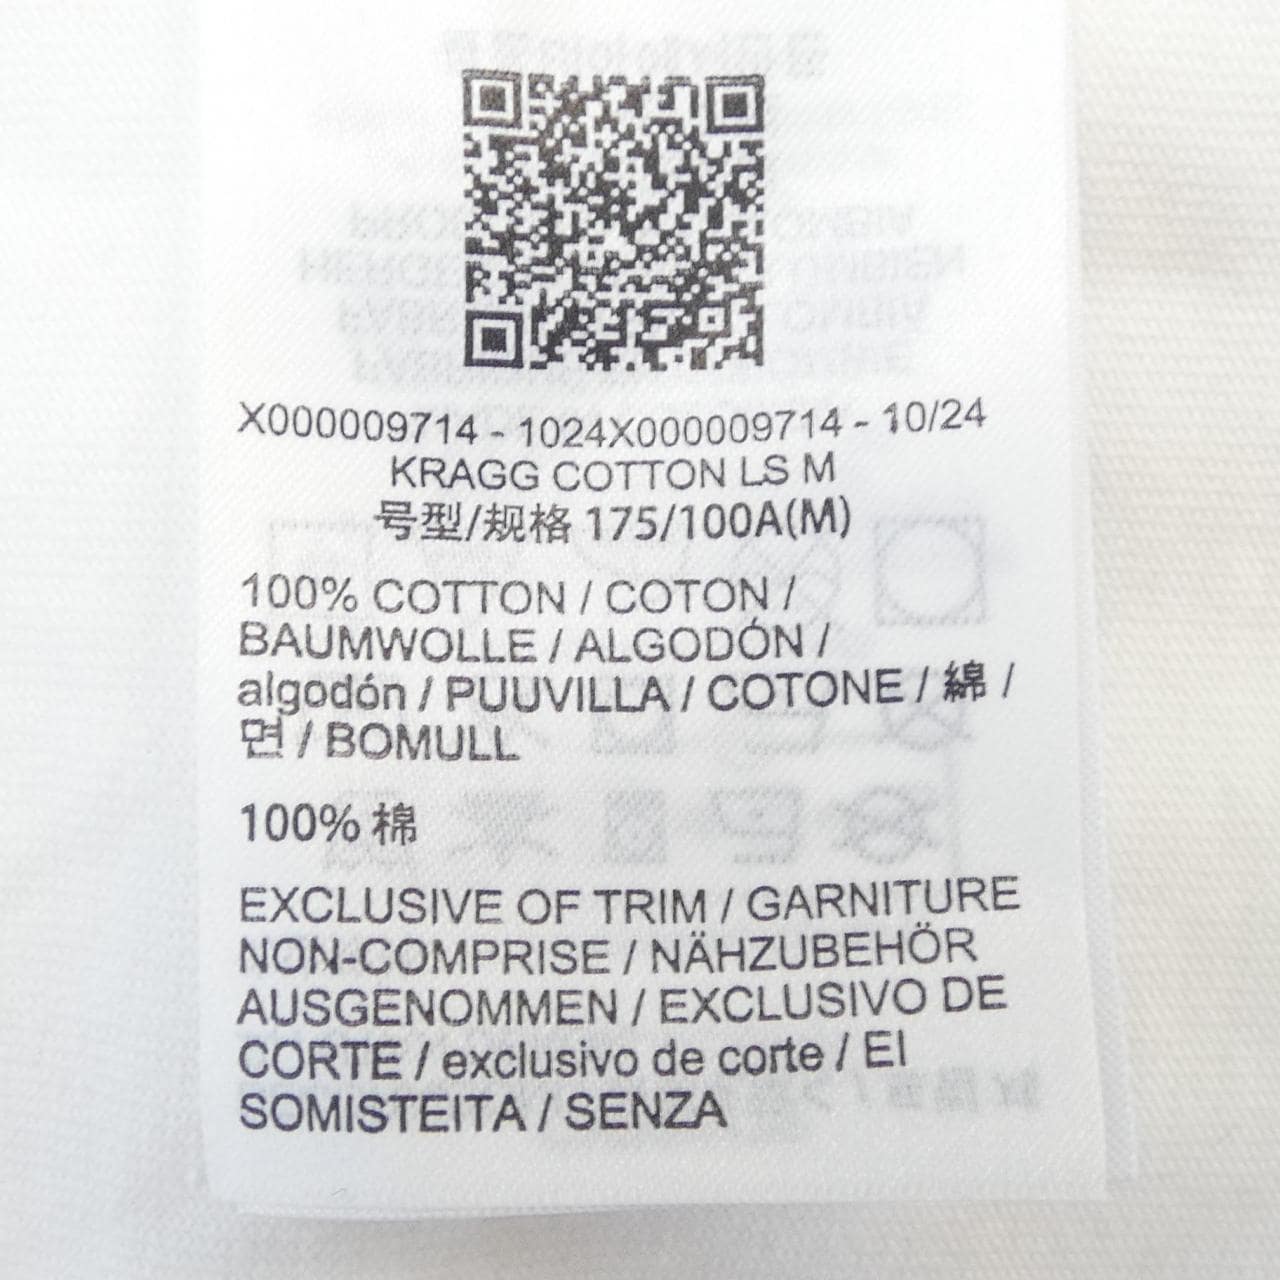 X000009714 - 1024X000009714 - 10/24
KRAGG COTTON LS M
号型/规格 175/100A(M)
100% COTTON / COTON /
BAUMWOLLE / ALGODÓN /
algodón / PUUVILLA / COTONE / 綿 /
면 / BOMULL
100% 棉
EXCLUSIVE OF TRIM / GARNITURE
NON-COMPRISE / NÄHZUBEHÖR
AUSGENOMMEN / EXCLUSIVO DE
CORTE / exclusivo de corte / EI
SOMISTEITA / SENZA